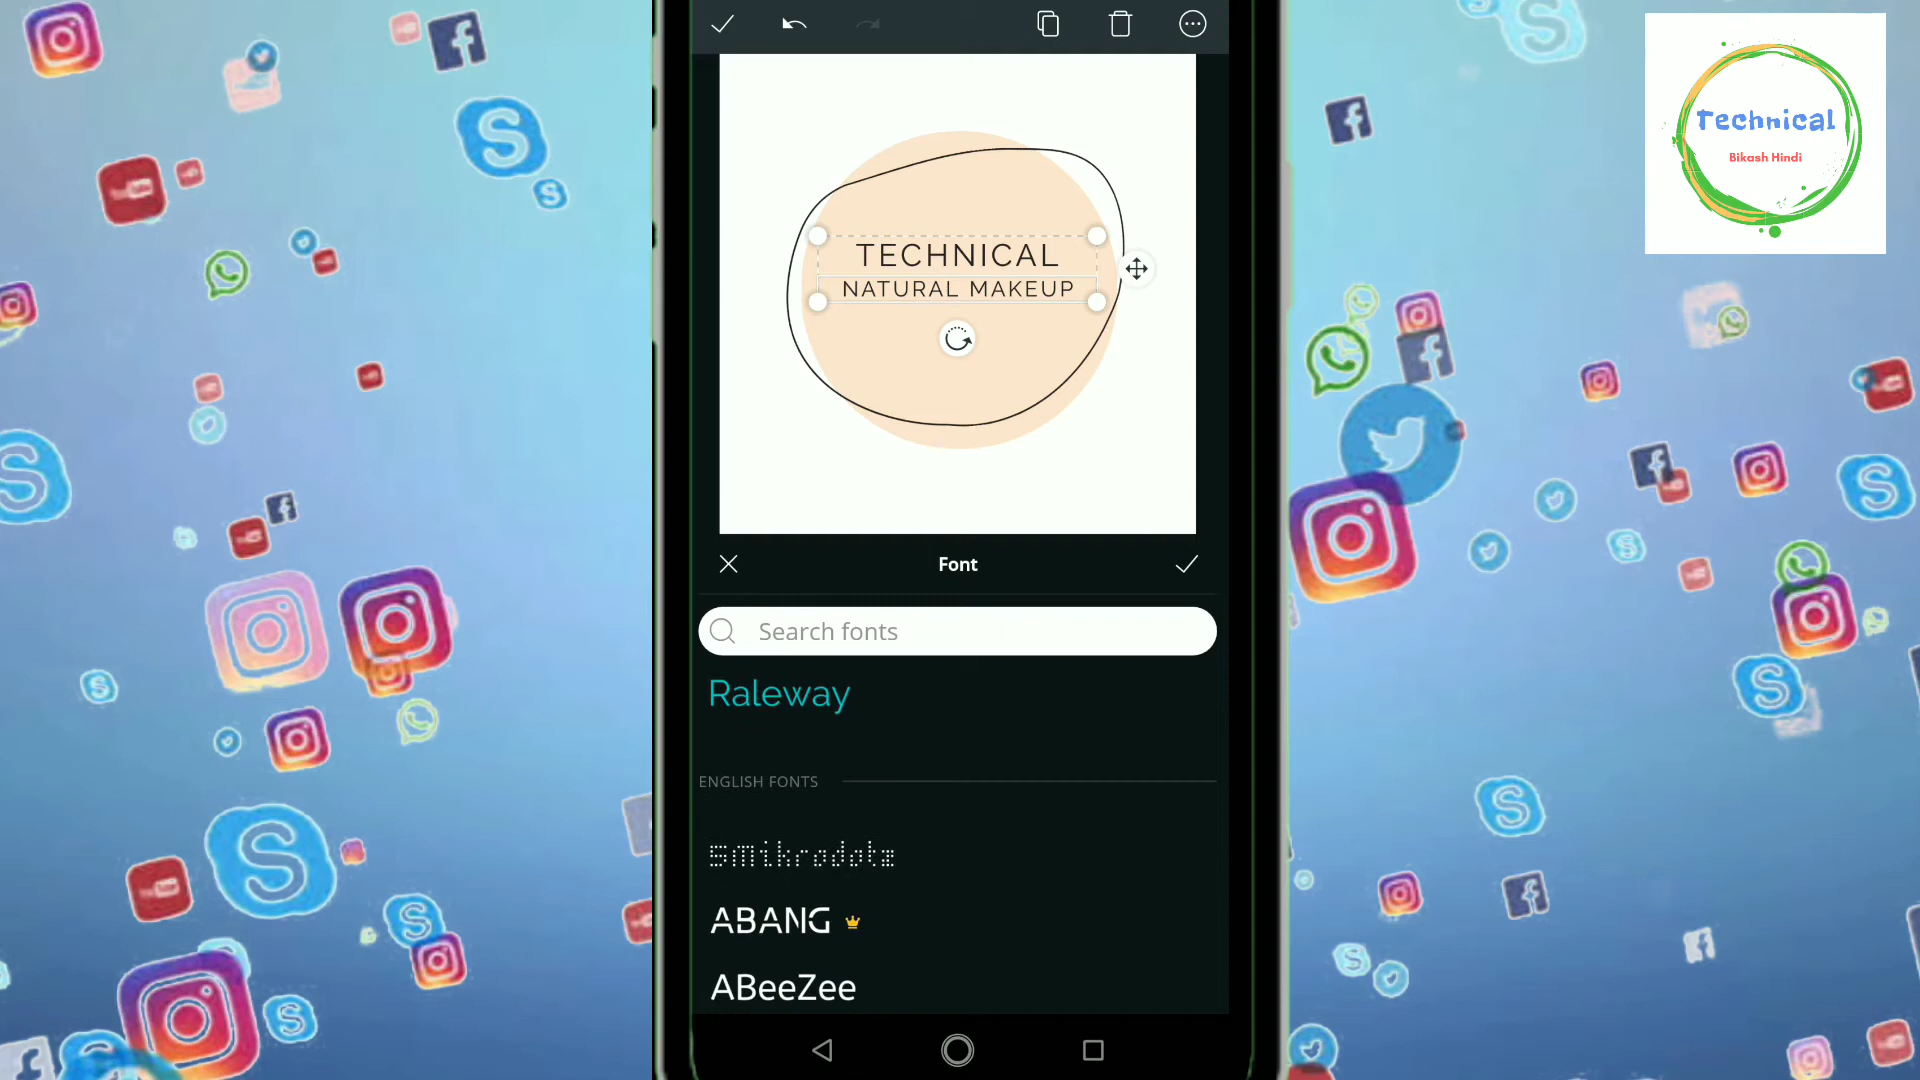 Technical
Bikash Hindi
TECHNICAL
NATURAL MAKEUP
Font
Search fonts
Raleway
ENGLISH FONTS
5mikrodotz
ABANG
ABeeZee